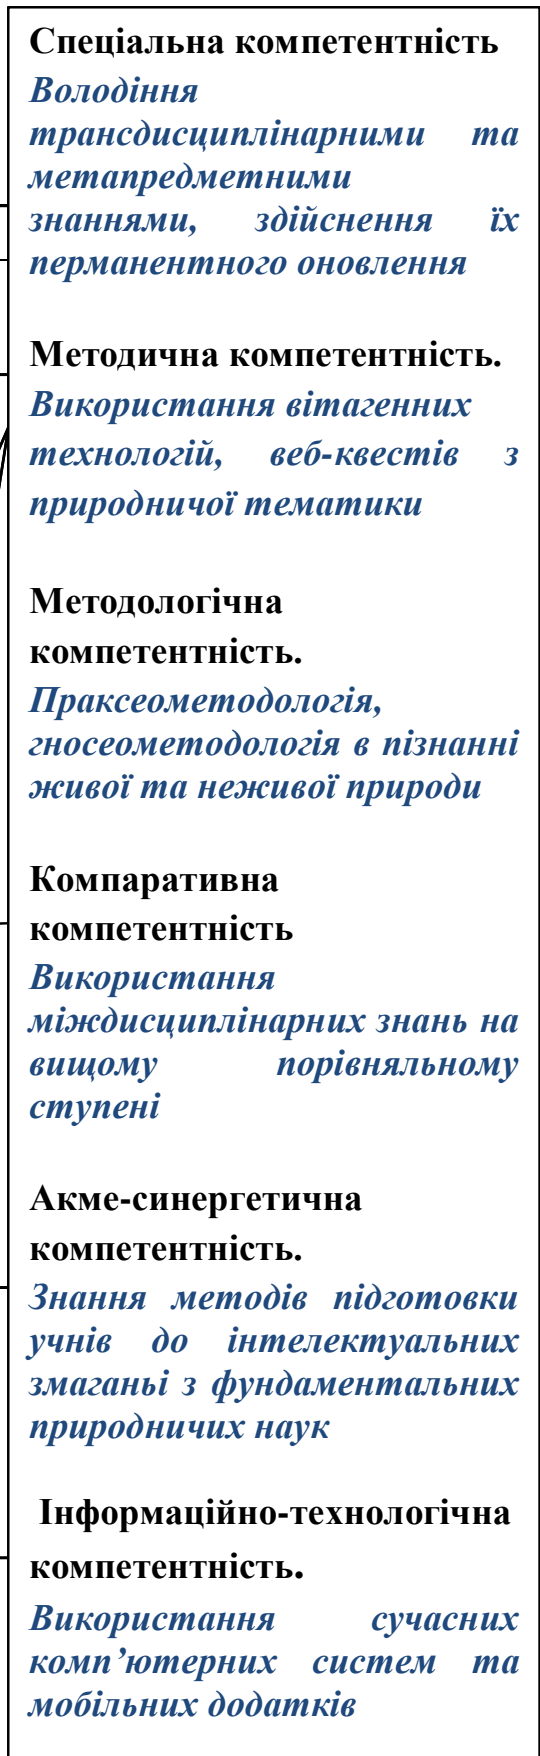 Спеціальна компетентність
Володіння
трансдисциплінарними та
метапредметними
знаннями, здійснення їх
перманентного оновлення
Методична компетентність.
Використання вітагенних
технологій, веб-квестів з
природничої тематики
Методологічна
компетентність.
Праксеометодологія,
гносеометодологія в пізнанні
живої та неживої природи
Компаративна
компетентність
Використання
міждисциплінарних знань на
вищому порівняльному
ступені
Акме-синергетична
компетентність.
Знання методів підготовки
учнів до інтелектуальних
змаганьі з фундаментальних
природничих наук
Інформаційно-технологічна
компетентність.
Використання сучасних
комп’ютерних систем та
мобільних додатків